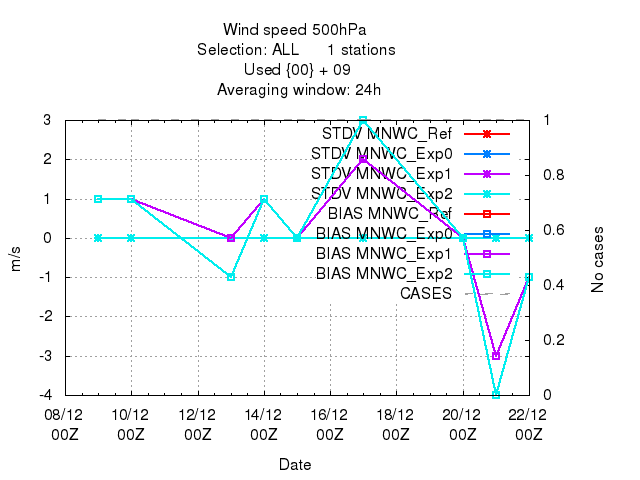 Wind speed 500hPa
Selection: ALL 1 stations
Used {00} + 09
Averaging window: 24h
3
2
1
0
-1
-2
-3
-4
m/s
1
0.8
0.6
0.4
0.2
0
No cases
STDV MNWC_Ref
STDV MNWC_Exp0
STDV MNWC_Exp1
STDV MNWC_Exp2
BIAS MNWC_Ref
BIAS MNWC_Exp0
BIAS MNWC_Exp1
BIAS MNWC_Exp2
CASES
08/12 10/12 12/12 14/12 16/12 18/12 20/12 22/12
00Z 00Z 00Z 00Z 00Z 00Z 00Z 00Z
Date